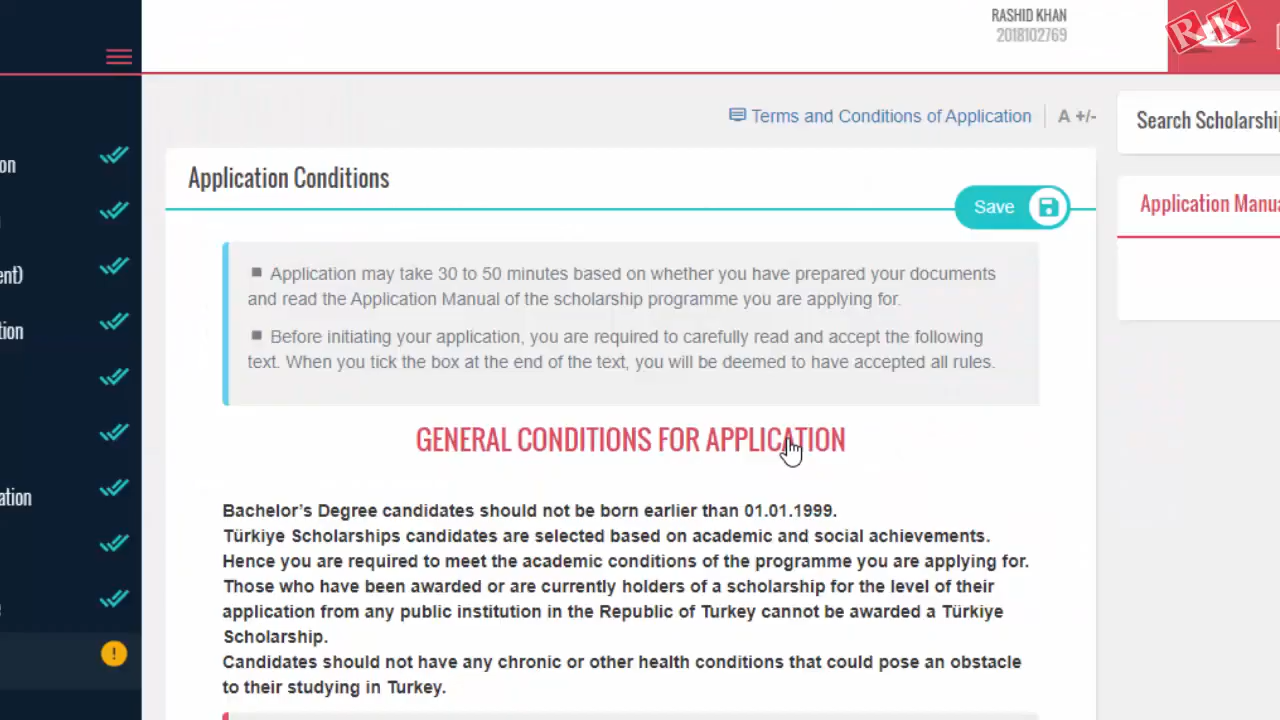 RASHID KHAN
2018102769
RK
Terms and Conditions of Application
A +/-
Search Scholarship
on
Application Conditions
Save
Application Manua
ent)
■ Application may take 30 to 50 minutes based on whether you have prepared your documents
and read the Application Manual of the scholarship programme you are applying for.
tion
■ Before initiating your application, you are required to carefully read and accept the following
text. When you tick the box at the end of the text, you will be deemed to have accepted all rules.
GENERAL CONDITIONS FOR APPLICATION
ation
Bachelor's Degree candidates should not be born earlier than 01.01.1999.
Türkiye Scholarships candidates are selected based on academic and social achievements.
Hence you are required to meet the academic conditions of the programme you are applying for.
Those who have been awarded or are currently holders of a scholarship for the level of their
application from any public institution in the Republic of Turkey cannot be awarded a Türkiye
Scholarship.
Candidates should not have any chronic or other health conditions that could pose an obstacle
to their studying in Turkey.